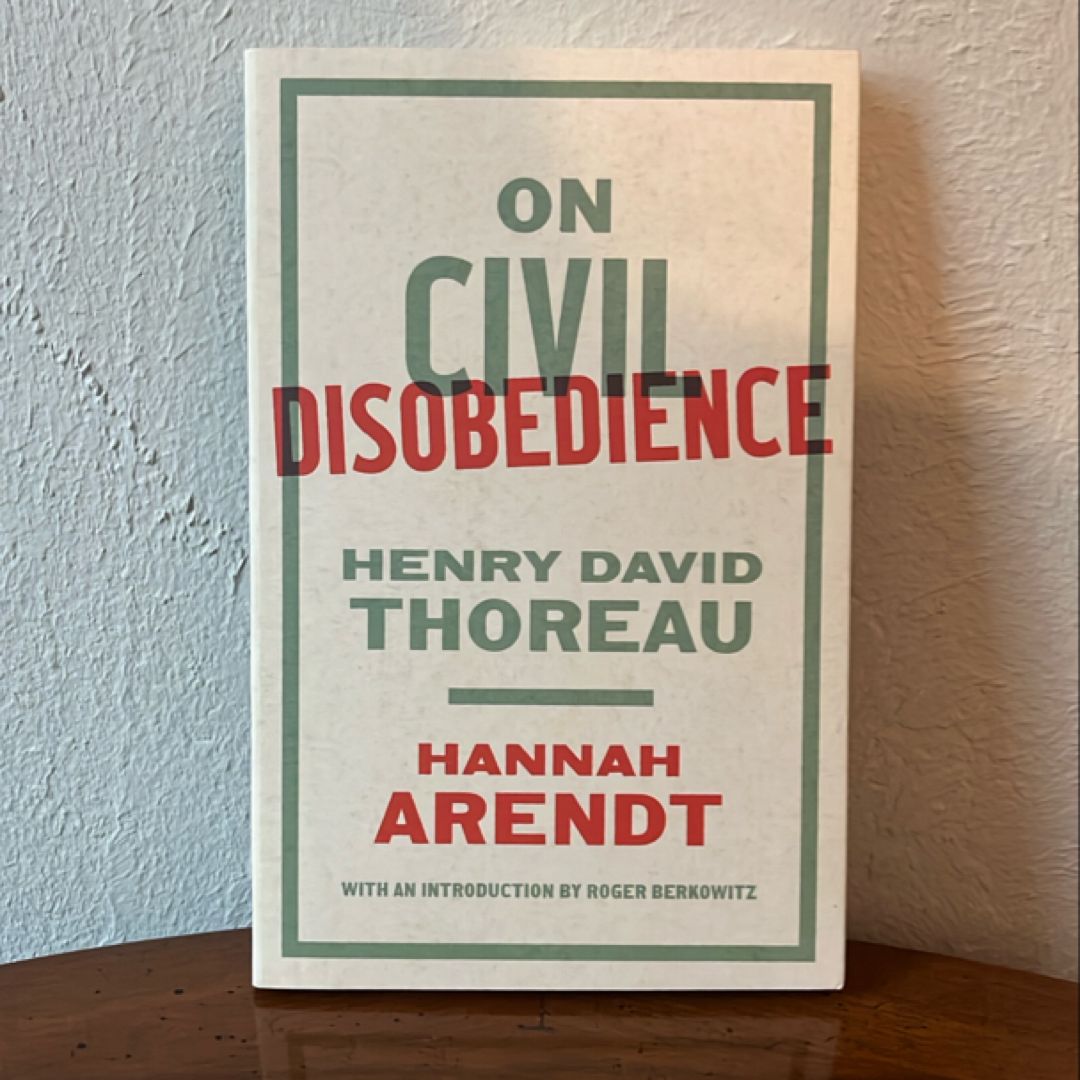 ON
CIVIL
DISOBEDIENCE
HENRY DAVID
THOREAU
HANNAH
ARENDT
WITH AN INTRODUCTION BY ROGER BERKOWITZ